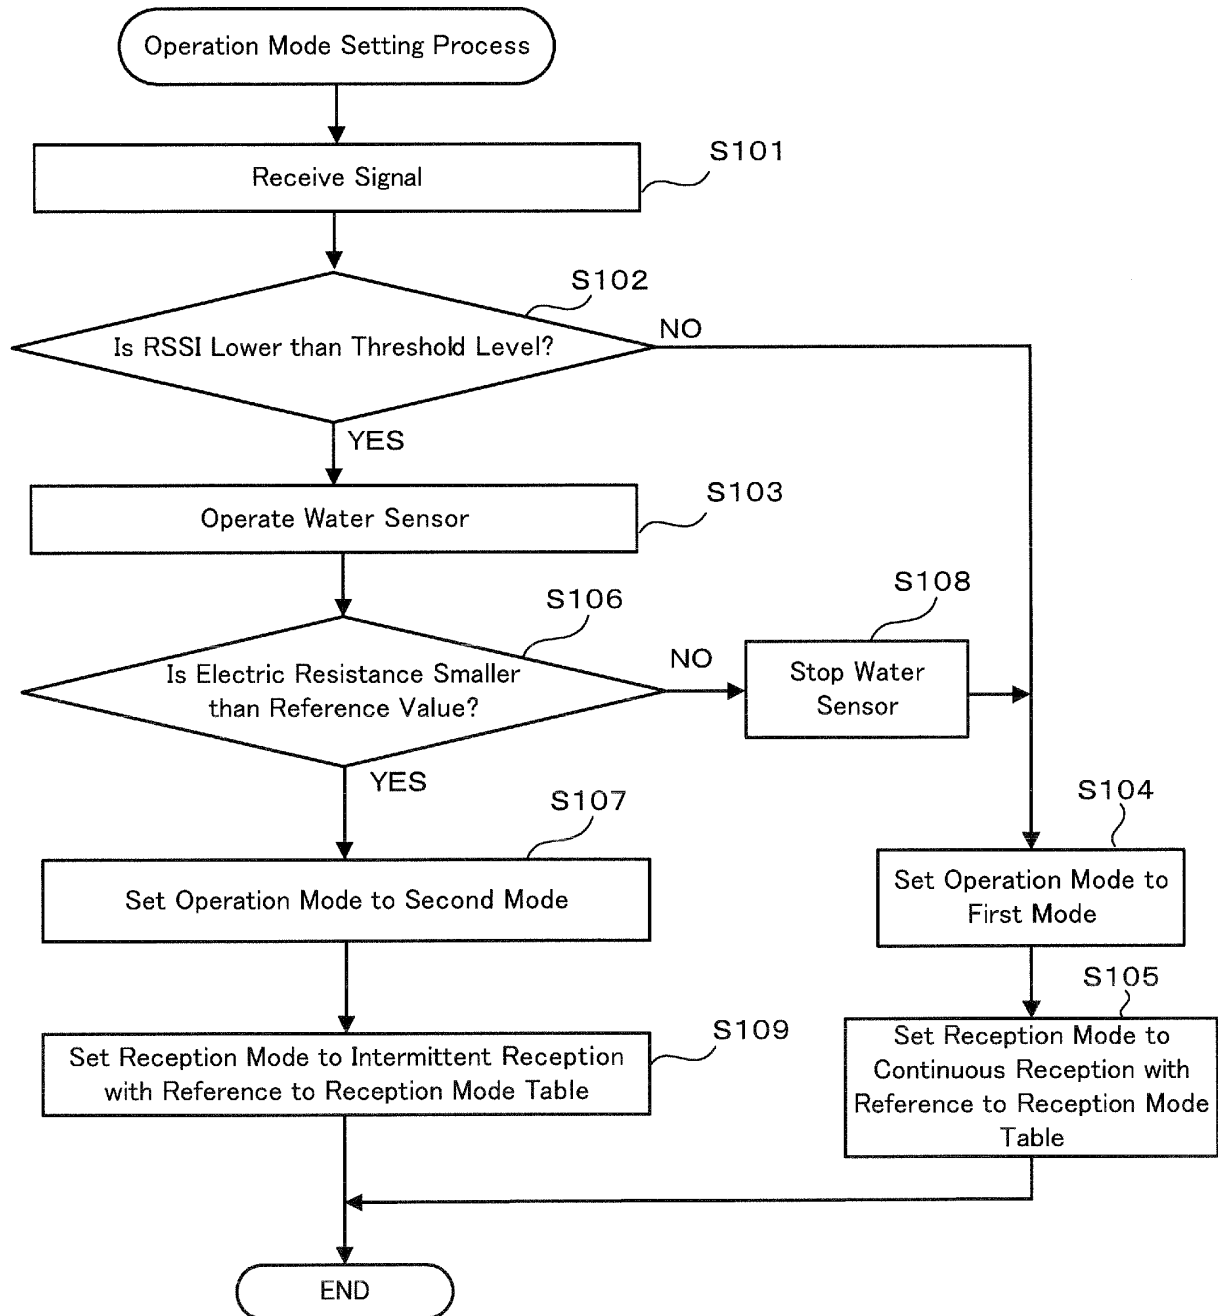 Operation Mode Setting Process
S101
Receive Signal
S102
Is RSSI Lower than Threshold Level?
NO
YES
S103
Operate Water Sensor
S106
S108
Is Electric Resistance Smaller
than Reference Value?
NO
Stop Water
Sensor
YES
S107
S104
Set Operation Mode to Second Mode
Set Operation Mode to
First Mode
S105
S109
Set Reception Mode to Intermittent Reception
with Reference to Reception Mode Table
Set Reception Mode to
Continuous Reception with
Reference to Reception Mode
Table
END